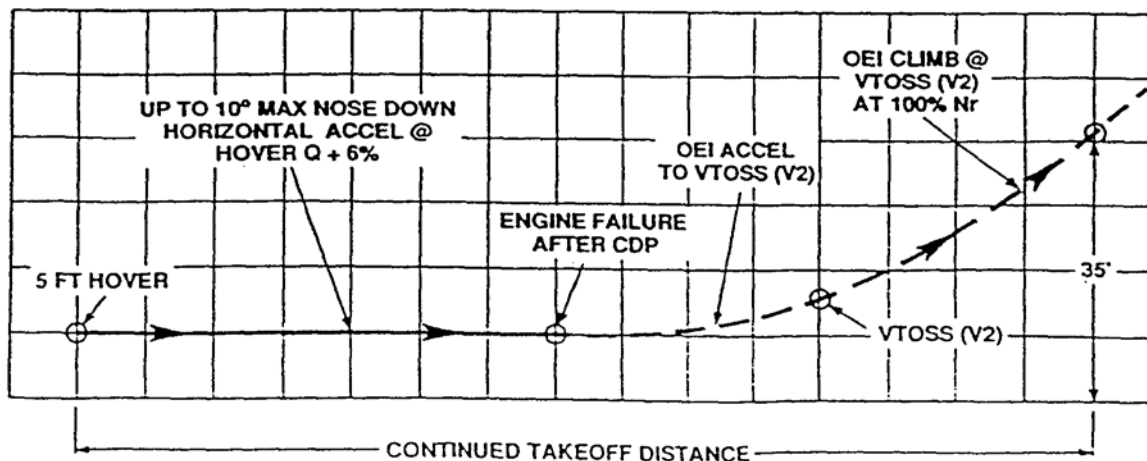 UP TO 10° MAX NOSE DOWN
HORIZONTAL ACCEL @
HOVER Q + 6%
OEI CLIMB @
VTOSS (V2)
AT 100% Nr
OEI ACCEL
TO VTOSS (V2)
ENGINE FAILURE
AFTER CDP
5 FT HOVER
35'
VTOSS (V2)
CONTINUED TAKEOFF DISTANCE